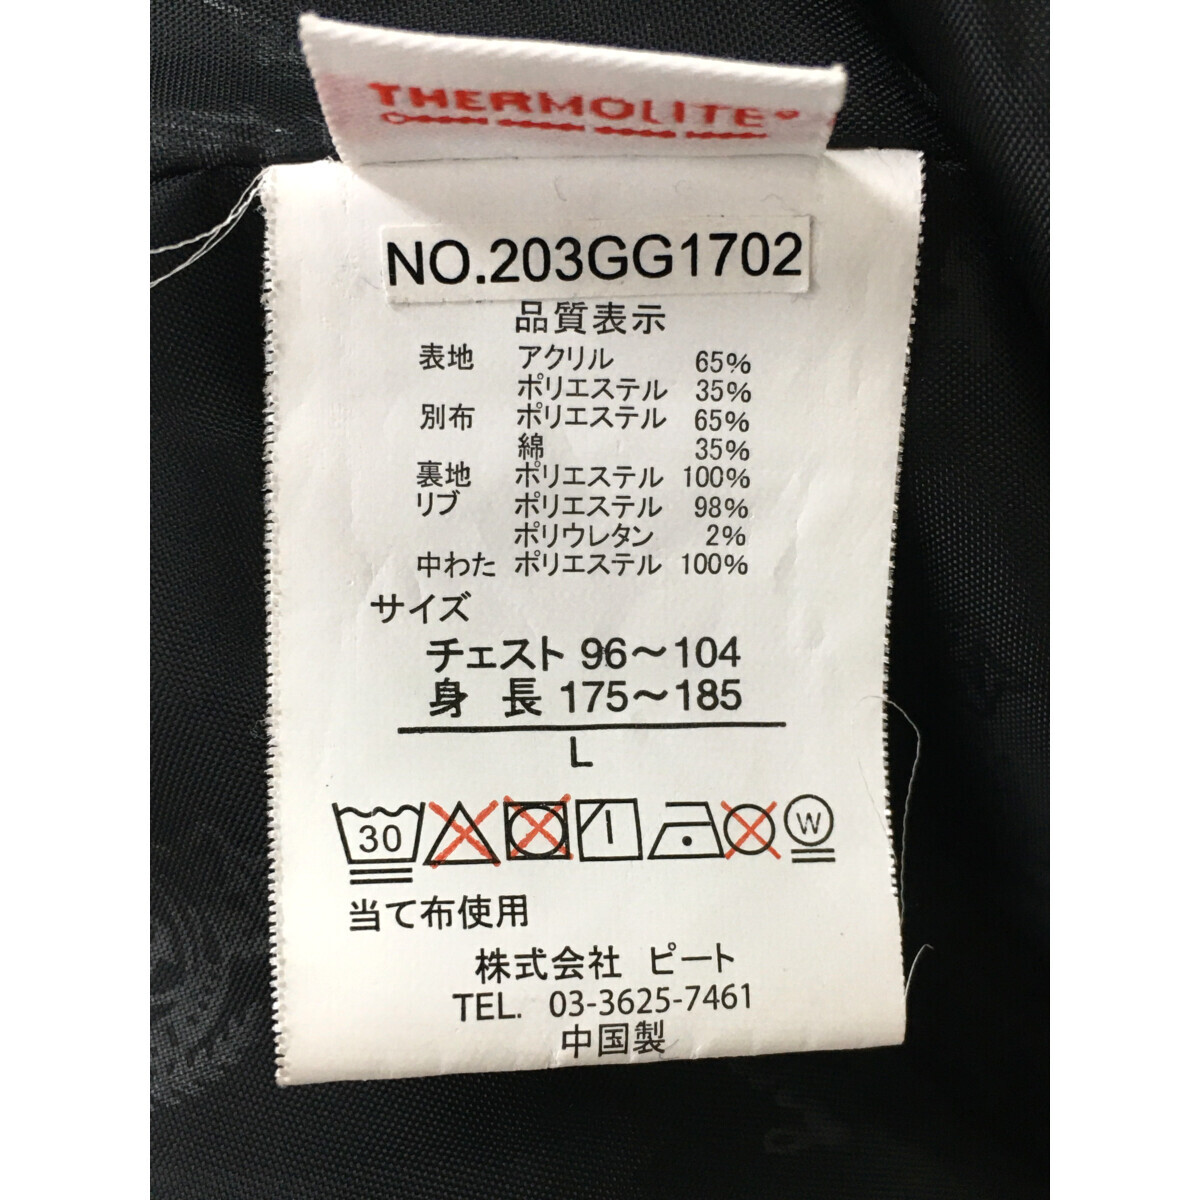 THERMOLITE®
NO.203GG1702
品質表示
表地 アクリル 65%
ポリエステル 35%
別布 ポリエステル 65%
綿 35%
裏地 ポリエステル 100%
リブ ポリエステル 98%
ポリウレタン 2%
中わた ポリエステル 100%
サイズ
チェスト 96～104
身 長 175～185
L
30 W
当て布使用
株式会社 ピート
TEL. 03-3625-7461
中国製